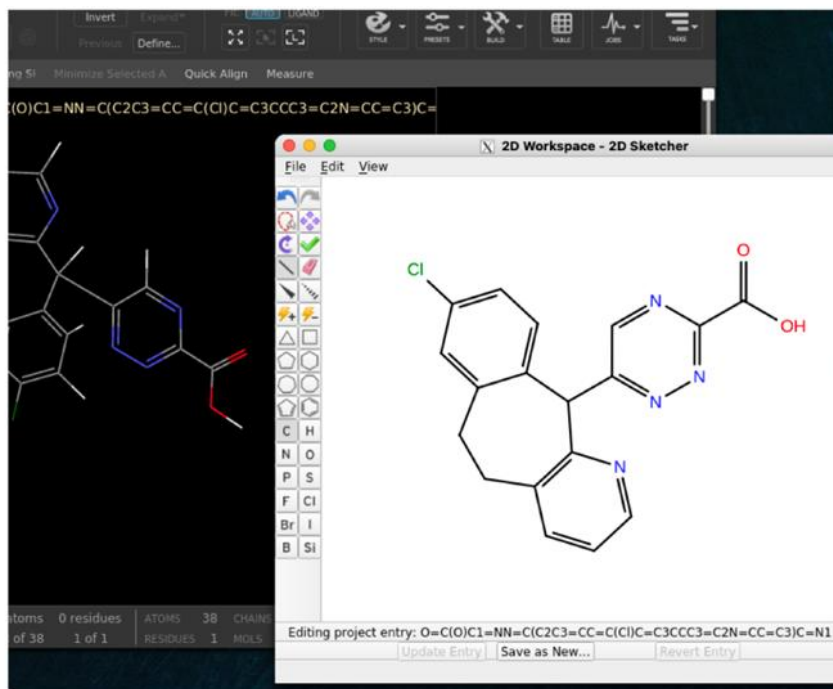 AUTO LIGAND
Invert Expand
Previous Define...
STYLE PRESETS BUILD TABLE JOBS TASKS
Minimize Selected A Quick Align Measure
C(O)C1=NN=C(C2C3=CC=C(Cl)C=C3CCC3=C2N=CC=C3)C=
2D Workspace - 2D Sketcher
File Edit View
Cl
O
N
OH
N
N
N
C H
N O
P S
F Cl
Br I
B Si
atoms 0 residues ATOMS 38 CHAINS
of 38 1 of 1 RESIDUES 1 MOLS
Editing project entry: O=C(O)C1=NN=C(C2C3=CC=C(Cl)C=C3CCC3=C2N=CC=C3)C=N1
Update Entry Save as New... Revert Entry